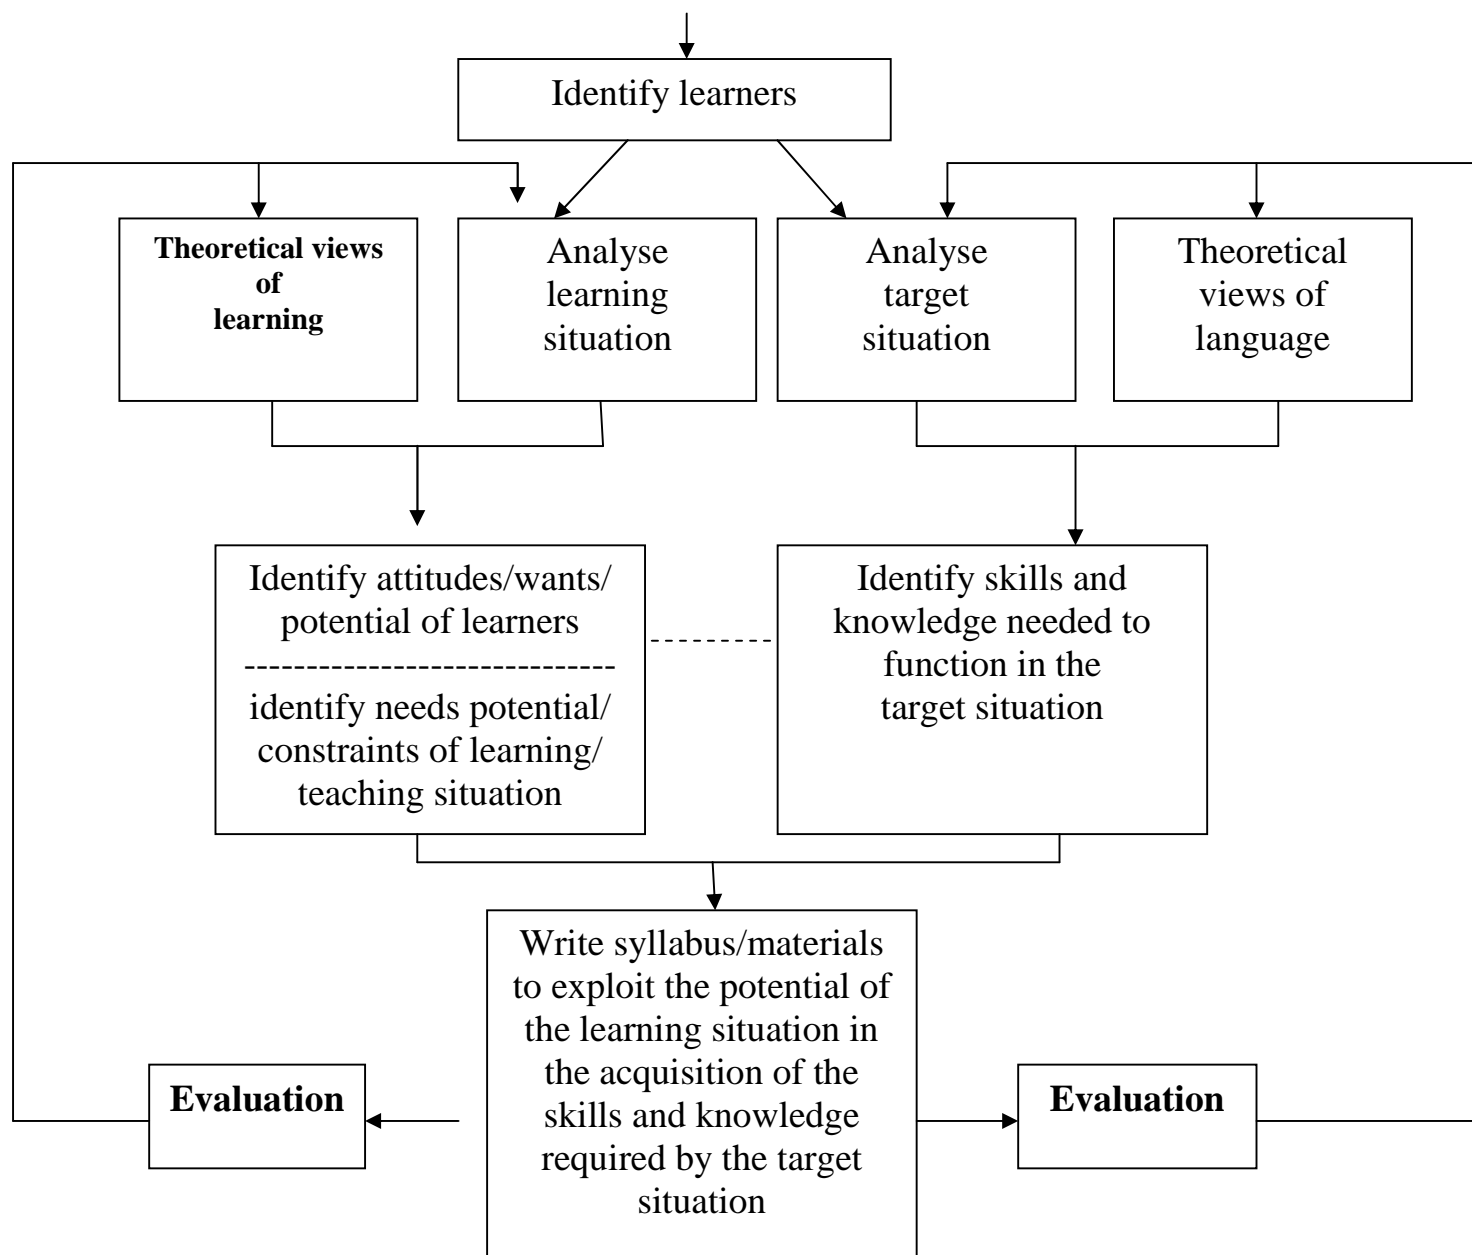 Identify learners
Theoretical views
of
learning
Analyse
learning
situation
Analyse
target
situation
Theoretical
views of
language
Identify attitudes/wants/
potential of learners
------------------------------
identify needs potential/
constraints of learning/
teaching situation
Identify skills and
knowledge needed to
function in the
target situation
Write syllabus/materials
to exploit the potential of
the learning situation in
the acquisition of the
skills and knowledge
required by the target
situation
Evaluation
Evaluation